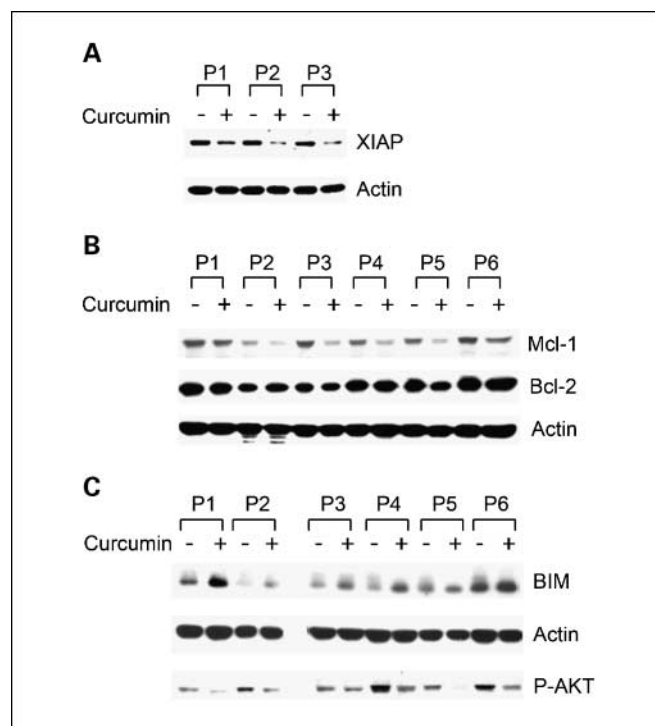 A
P1 P2 P3
Curcumin - + - + - +
XIAP
Actin
B
P1 P2 P3 P4 P5 P6
Curcumin - + - + - + - + - + - +
Mcl-1
Bcl-2
Actin
C
P1 P2 P3 P4 P5 P6
Curcumin - + - + - + - + - + - +
BIM
Actin
P-AKT